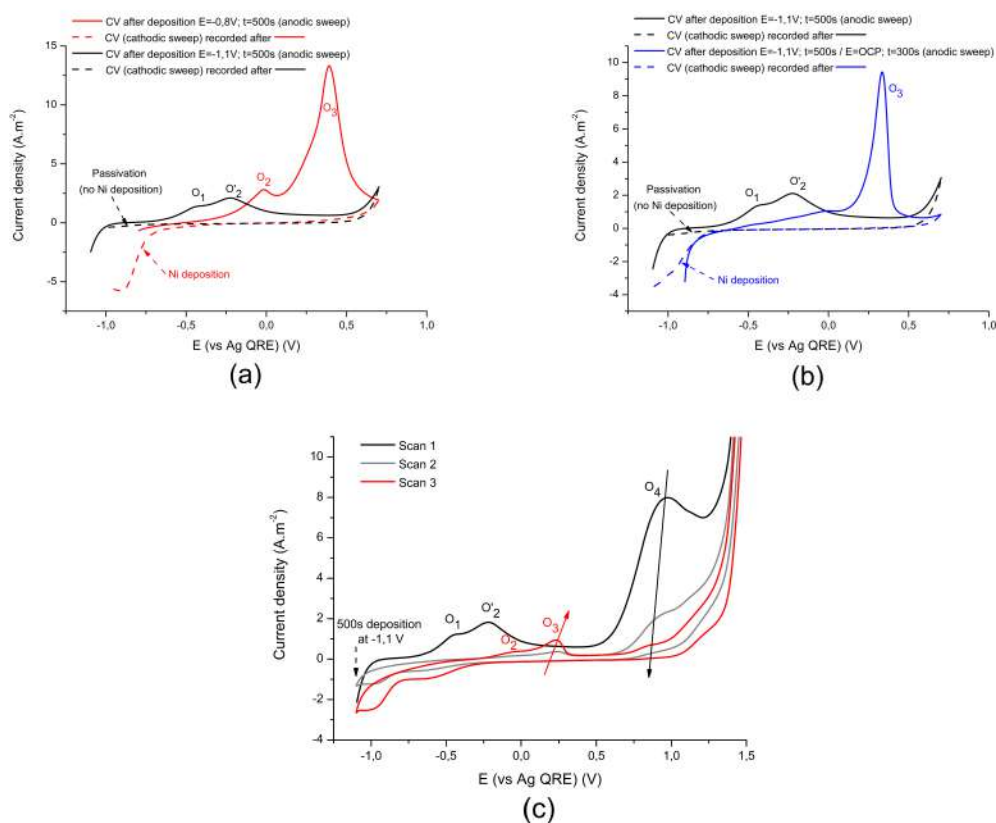 CV after deposition E=-0,8V; t=500s (anodic sweep)
CV (cathodic sweep) recorded after
CV after deposition E=-1,1V; t=500s (anodic sweep)
CV (cathodic sweep) recorded after
15
10
5
0
-5
Current density (A.m-2)
O3
O2
O1
O'2
Passivation
(no Ni deposition)
Ni deposition
-1,0
-0,5
0,0
0,5
1,0
E (vs Ag QRE) (V)
(a)
CV after deposition E=-1,1V; t=500s (anodic sweep)
CV (cathodic sweep) recorded after
CV after deposition E=-1,1V; t=500s / E=OCP; t=300s (anodic sweep)
CV (cathodic sweep) recorded after
10
8
6
4
2
0
-2
-4
Current density (A.m-2)
O3
O1
O'2
Passivation
(no Ni deposition)
Ni deposition
-1,0
-0,5
0,0
0,5
1,0
E (vs Ag QRE) (V)
(b)
Scan 1
Scan 2
Scan 3
10
8
6
4
2
0
-2
-4
Current density (A.m-2)
O4
O1
O'2
O2
O3
500s deposition
at -1,1 V
-1,0
-0,5
0,0
0,5
1,0
1,5
E (vs Ag QRE) (V)
(c)